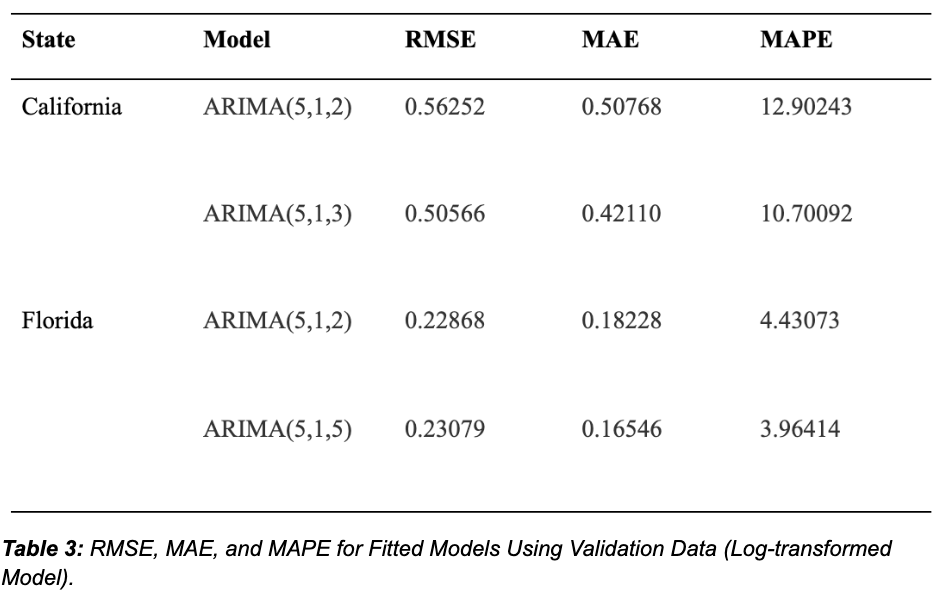 State Model RMSE MAE MAPE
California ARIMA(5,1,2) 0.56252 0.50768 12.90243
ARIMA(5,1,3) 0.50566 0.42110 10.70092
Florida ARIMA(5,1,2) 0.22868 0.18228 4.43073
ARIMA(5,1,5) 0.23079 0.16546 3.96414
Table 3: RMSE, MAE, and MAPE for Fitted Models Using Validation Data (Log-transformed
Model).